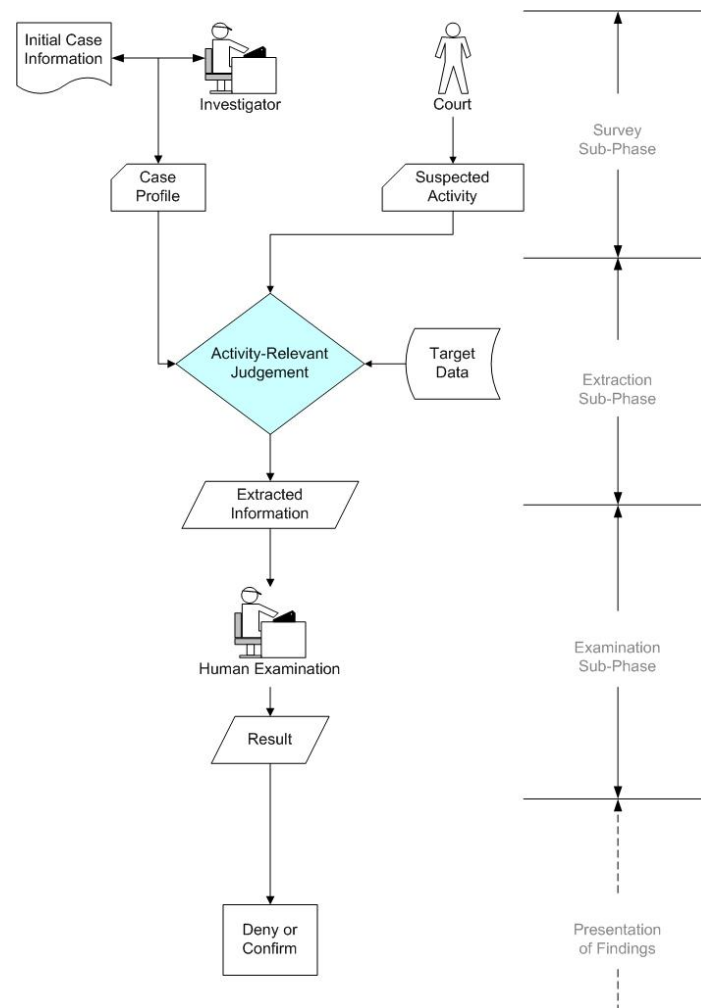 Initial Case
Information
Investigator
Court
Survey
Sub-Phase
Case
Profile
Suspected
Activity
Activity-Relevant
Judgement
Target
Data
Extraction
Sub-Phase
Extracted
Information
Human Examination
Examination
Sub-Phase
Result
Deny or
Confirm
Presentation
of Findings